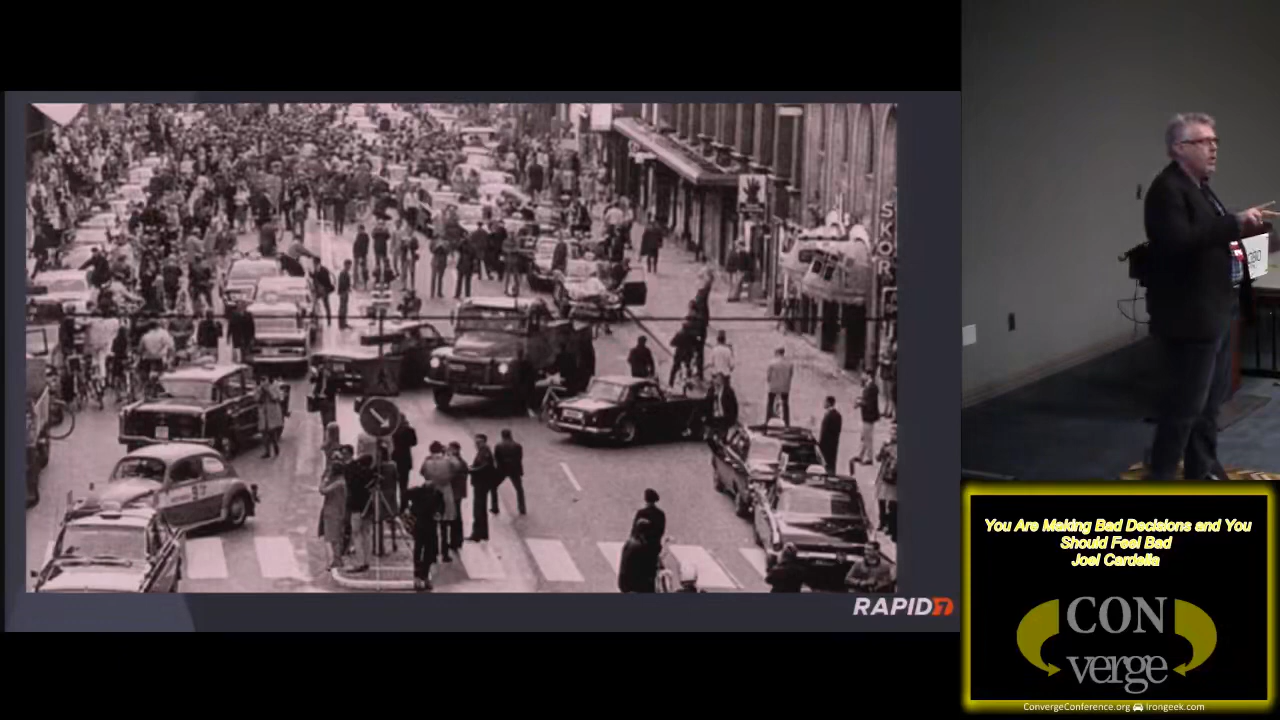 SKOR
RAPID7
You Are Making Bad Decisions and You
Should Feel Bad
Joel Cardella
CON
verge
ConvergeConference.org Irongeek.com